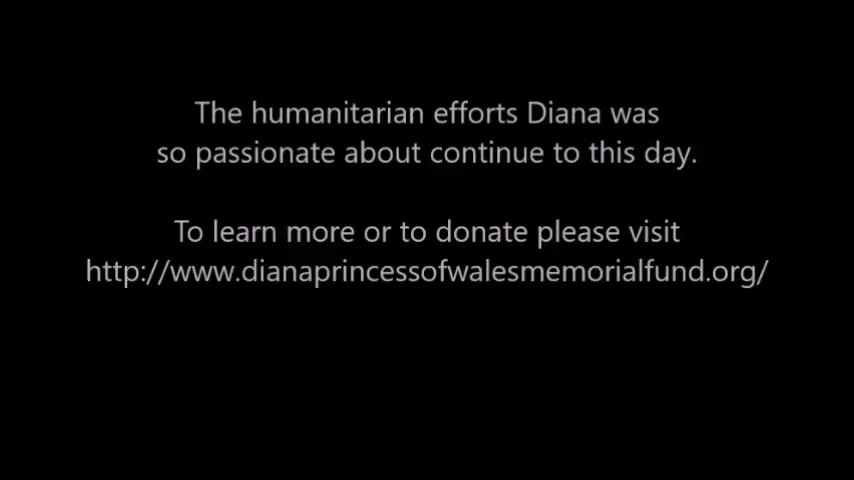 The humanitarian efforts Diana was
so passionate about continue to this day.
To learn more or to donate please visit
http://www.dianaprincessofwalesmemorialfund.org/